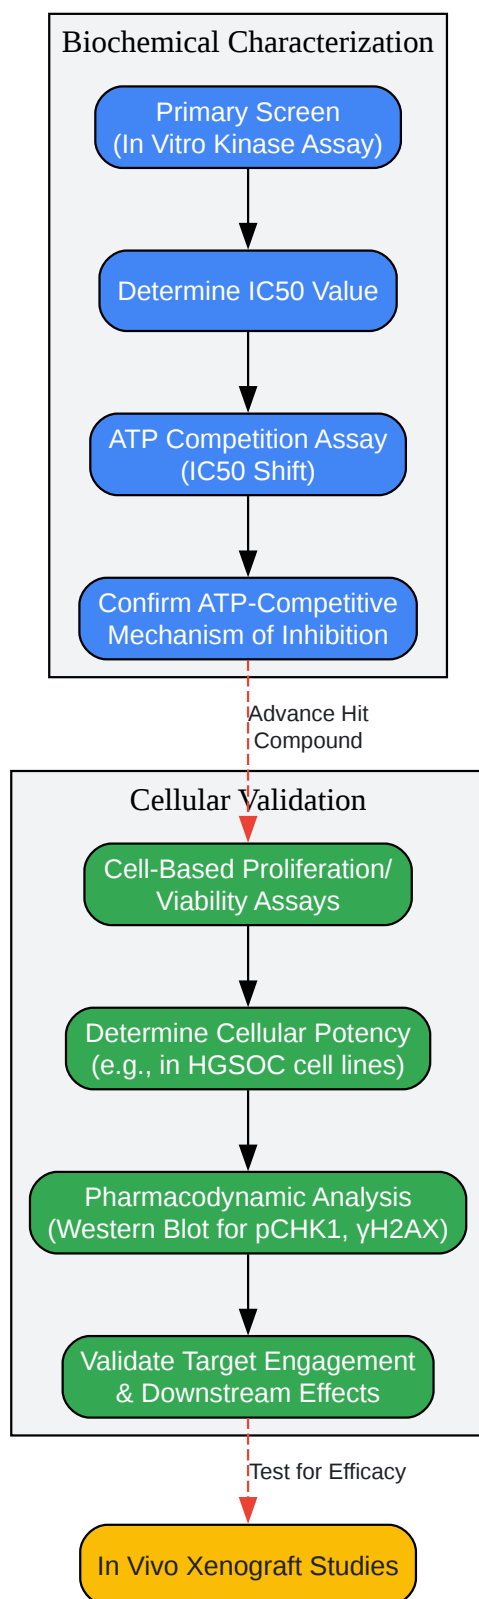 Biochemical Characterization
Primary Screen
(In Vitro Kinase Assay)
Determine IC50 Value
ATP Competition Assay
(IC50 Shift)
Confirm ATP-Competitive
Mechanism of Inhibition
Advance Hit
Compound
Cellular Validation
Cell-Based Proliferation/
Viability Assays
Determine Cellular Potency
(e.g., in HGSOC cell lines)
Pharmacodynamic Analysis
(Western Blot for pCHK1, γH2AX)
Validate Target Engagement
& Downstream Effects
Test for Efficacy
In Vivo Xenograft Studies